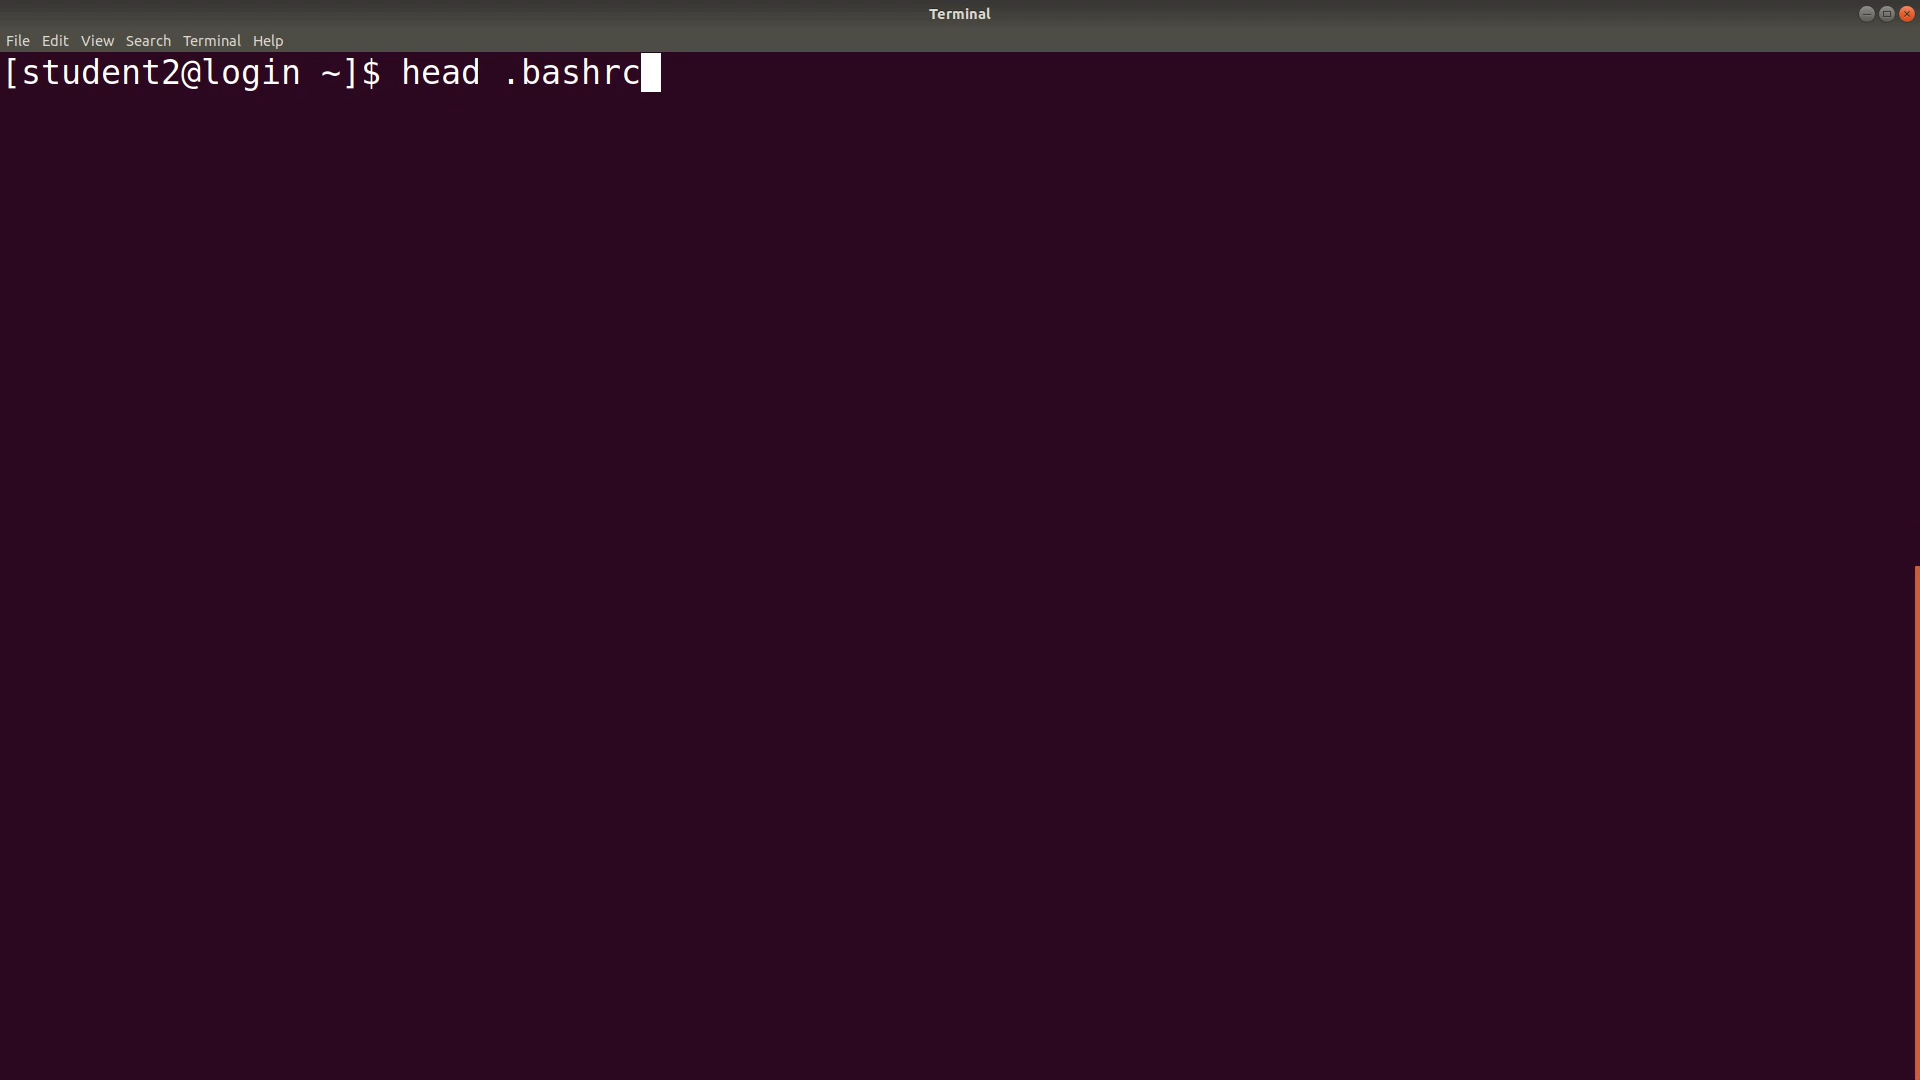 Terminal
File Edit View Search Terminal Help
[student2@login ~]$ head .bashrc